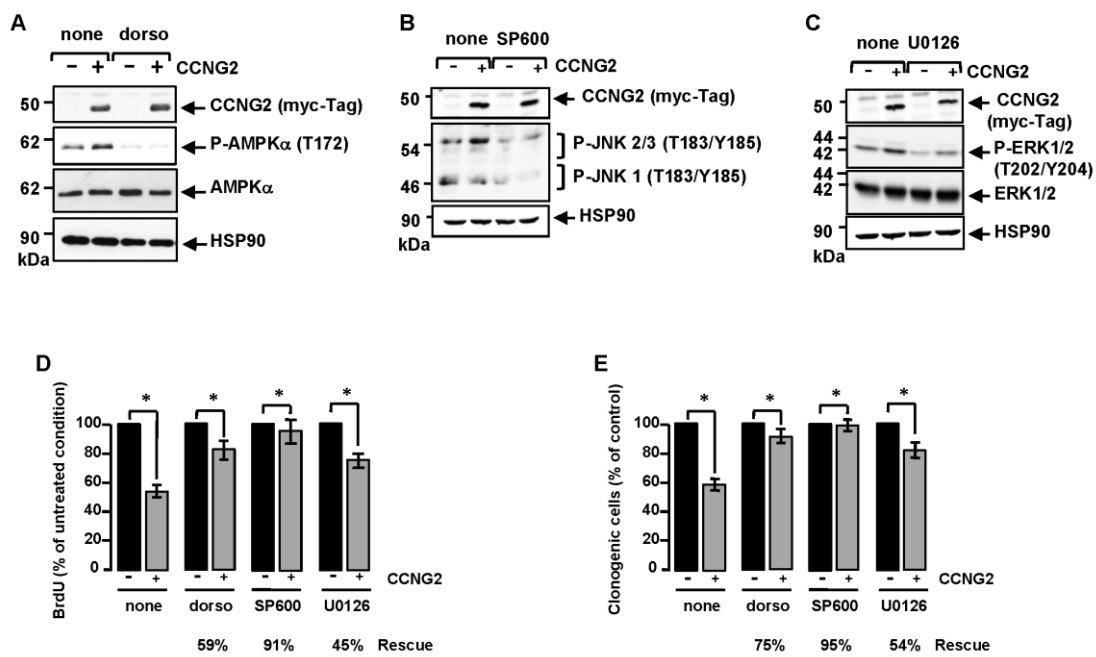 A
none dorso
− + − + CCNG2
50 CCNG2 (myc-Tag)
62 P-AMPKα (T172)
62 AMPKα
90 HSP90
kDa
B
none SP600
- + - + CCNG2
50 CCNG2 (myc-Tag)
54 P-JNK 2/3 (T183/Y185)
46 P-JNK 1 (T183/Y185)
90 HSP90
kDa
C
none U0126
- + - + CCNG2
50 CCNG2
(myc-Tag)
44
42 P-ERK1/2
(T202/Y204)
44
42 ERK1/2
90 HSP90
kDa
D
BrdU (% of untreated condition)
* * * *
100
80
60
40
20
0
- + - + - + - + CCNG2
none dorso SP600 U0126
59% 91% 45% Rescue
E
Clonogenic cells (% of control)
* * * *
100
80
60
40
20
0
- + - + - + - + CCNG2
none dorso SP600 U0126
75% 95% 54% Rescue